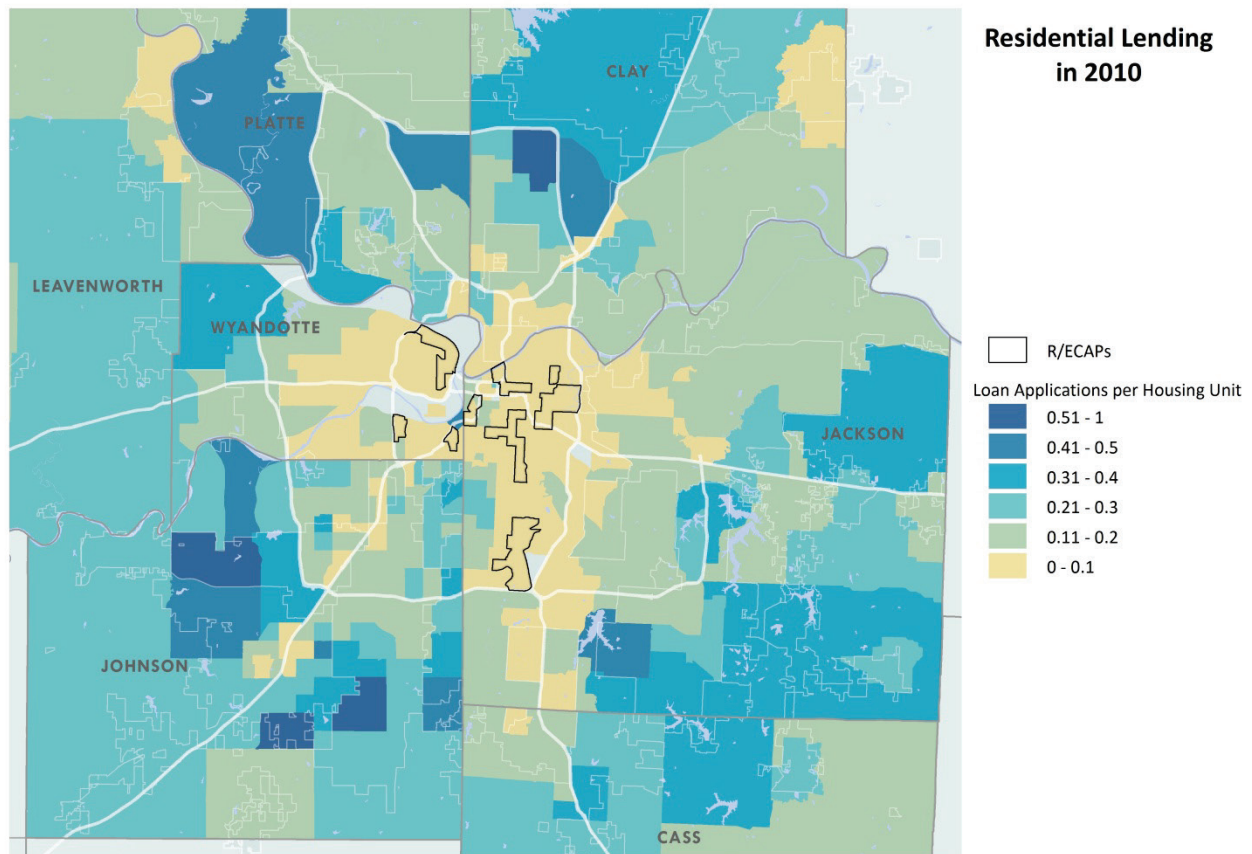 Residential Lending
in 2010
CLAY
PLATTE
LEAVENWORTH
WYANDOTTE
JACKSON
JOHNSON
CASS
R/ECAPs
Loan Applications per Housing Unit
0.51 - 1
0.41 - 0.5
0.31 - 0.4
0.21 - 0.3
0.11 - 0.2
0 - 0.1